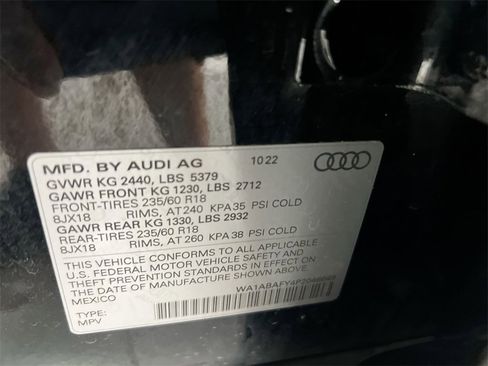 MFD. BY AUDI AG 10 22
GVWR KG 2440, LBS 5379
GAWR FRONT KG 1230, LBS 2712
FRONT-TIRES 235/60 R18
8JX18 RIMS, AT 240 KPA 35 PSI COLD
GAWR REAR KG 1330, LBS 2932
REAR-TIRES 235/60 R18
8JX18 RIMS, AT 260 KPA 38 PSI COLD
THIS VEHICLE CONFORMS TO ALL APPLICABLE
U.S. FEDERAL MOTOR VEHICLE SAFETY AND
THEFT PREVENTION STANDARDS IN EFFECT ON
THE DATE OF MANUFACTURE SHOWN ABOVE
MEXICO
TYPE:
MPV